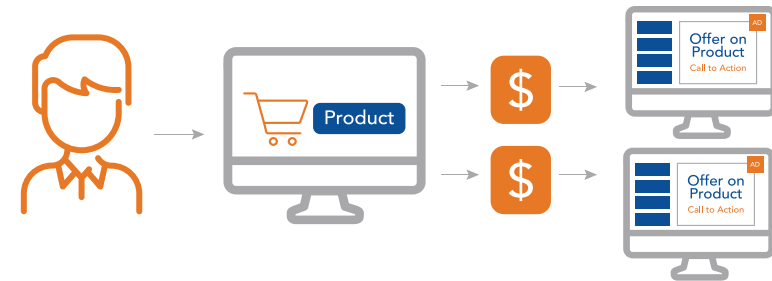 Product
$
$
AD
Offer on
Product
Call to Action
AD
Offer on
Product
Call to Action